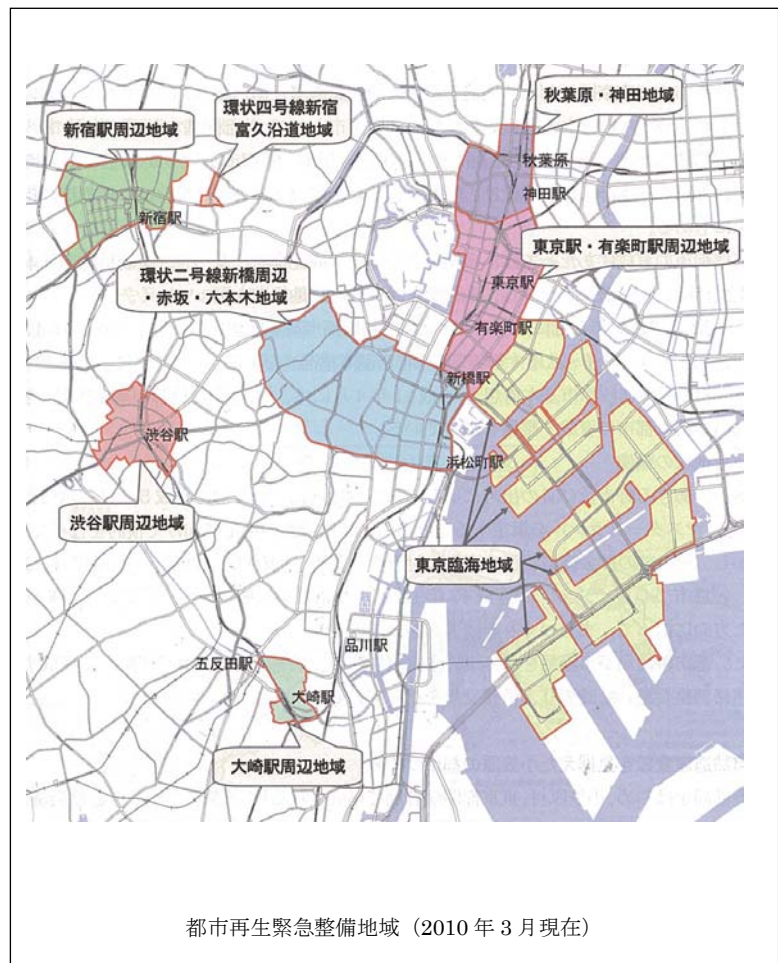 新宿駅周辺地域
環状四号線新宿
富久沿道地域
秋葉原・神田地域
秋葉原
神田駅
新宿駅
東京駅・有楽町駅周辺地域
環状二号線新橋周辺
・赤坂・六本木地域
東京駅
有楽町駅
新橋駅
渋谷駅
浜松町駅
渋谷駅周辺地域
東京臨海地域
品川駅
五反田駅
大崎駅
大崎駅周辺地域
都市再生緊急整備地域（2010 年 3 月現在）